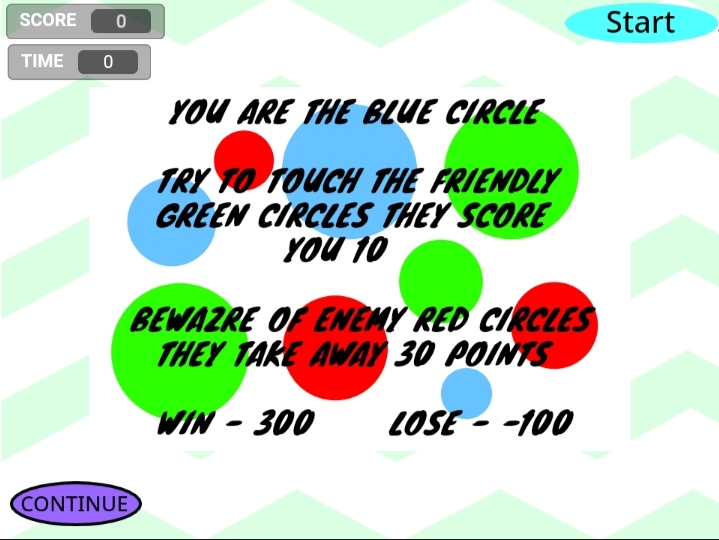 SCORE 0
Start
TIME 0
YOU ARE THE BLUE CIRCLE
TRY TO TOUCH THE FRIENDLY
GREEN CIRCLES THEY SCORE
YOU 10
BEWAZRE OF ENEMY RED CIRCLES
THEY TAKE AWAY 30 POINTS
WIN - 300 LOSE - -100
CONTINUE